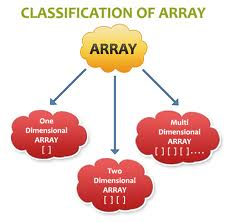 CLASSIFICATION OF ARRAY
ARRAY
One
Dimensional
ARRAY
[ ]
Two
Dimensional
ARRAY
[ ] [ ]
Multi
Dimensional
ARRAY
[ ] [ ] [ ]....